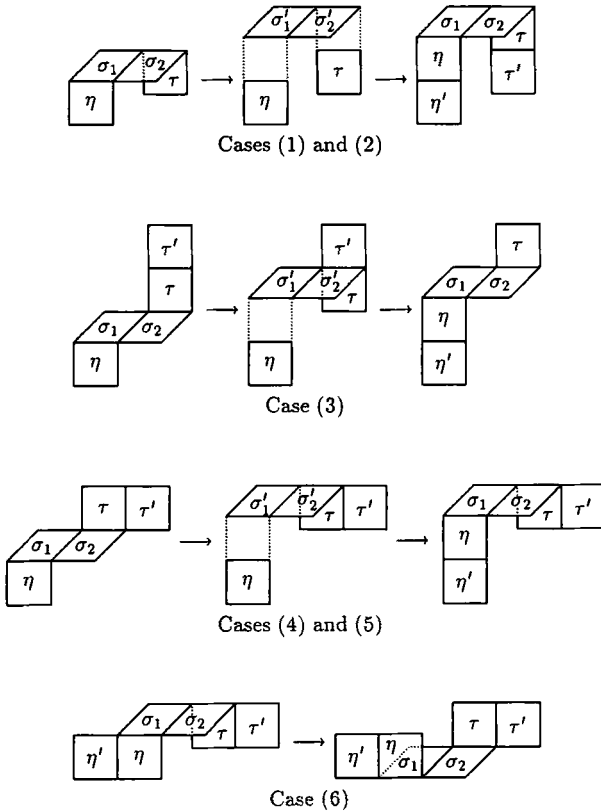 σ₁ σ₂ τ η → σ′₁ σ′₂ τ η → σ₁ σ₂ τ η τ′ η′
Cases (1) and (2)
τ′ τ σ₁ σ₂ η → τ′ σ′₁ σ′₂ τ η → τ σ₁ σ₂ η η′
Case (3)
τ τ′ σ₁ σ₂ η → σ′₁ σ′₂ τ τ′ η → σ₁ σ₂ τ τ′ η η′
Cases (4) and (5)
σ₁ σ₂ τ τ′ η′ η → τ τ′ η′ η σ₁ σ₂
Case (6)